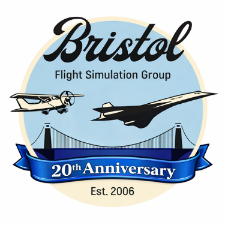 Bristol
Flight Simulation Group
20th Anniversary
Est. 2006